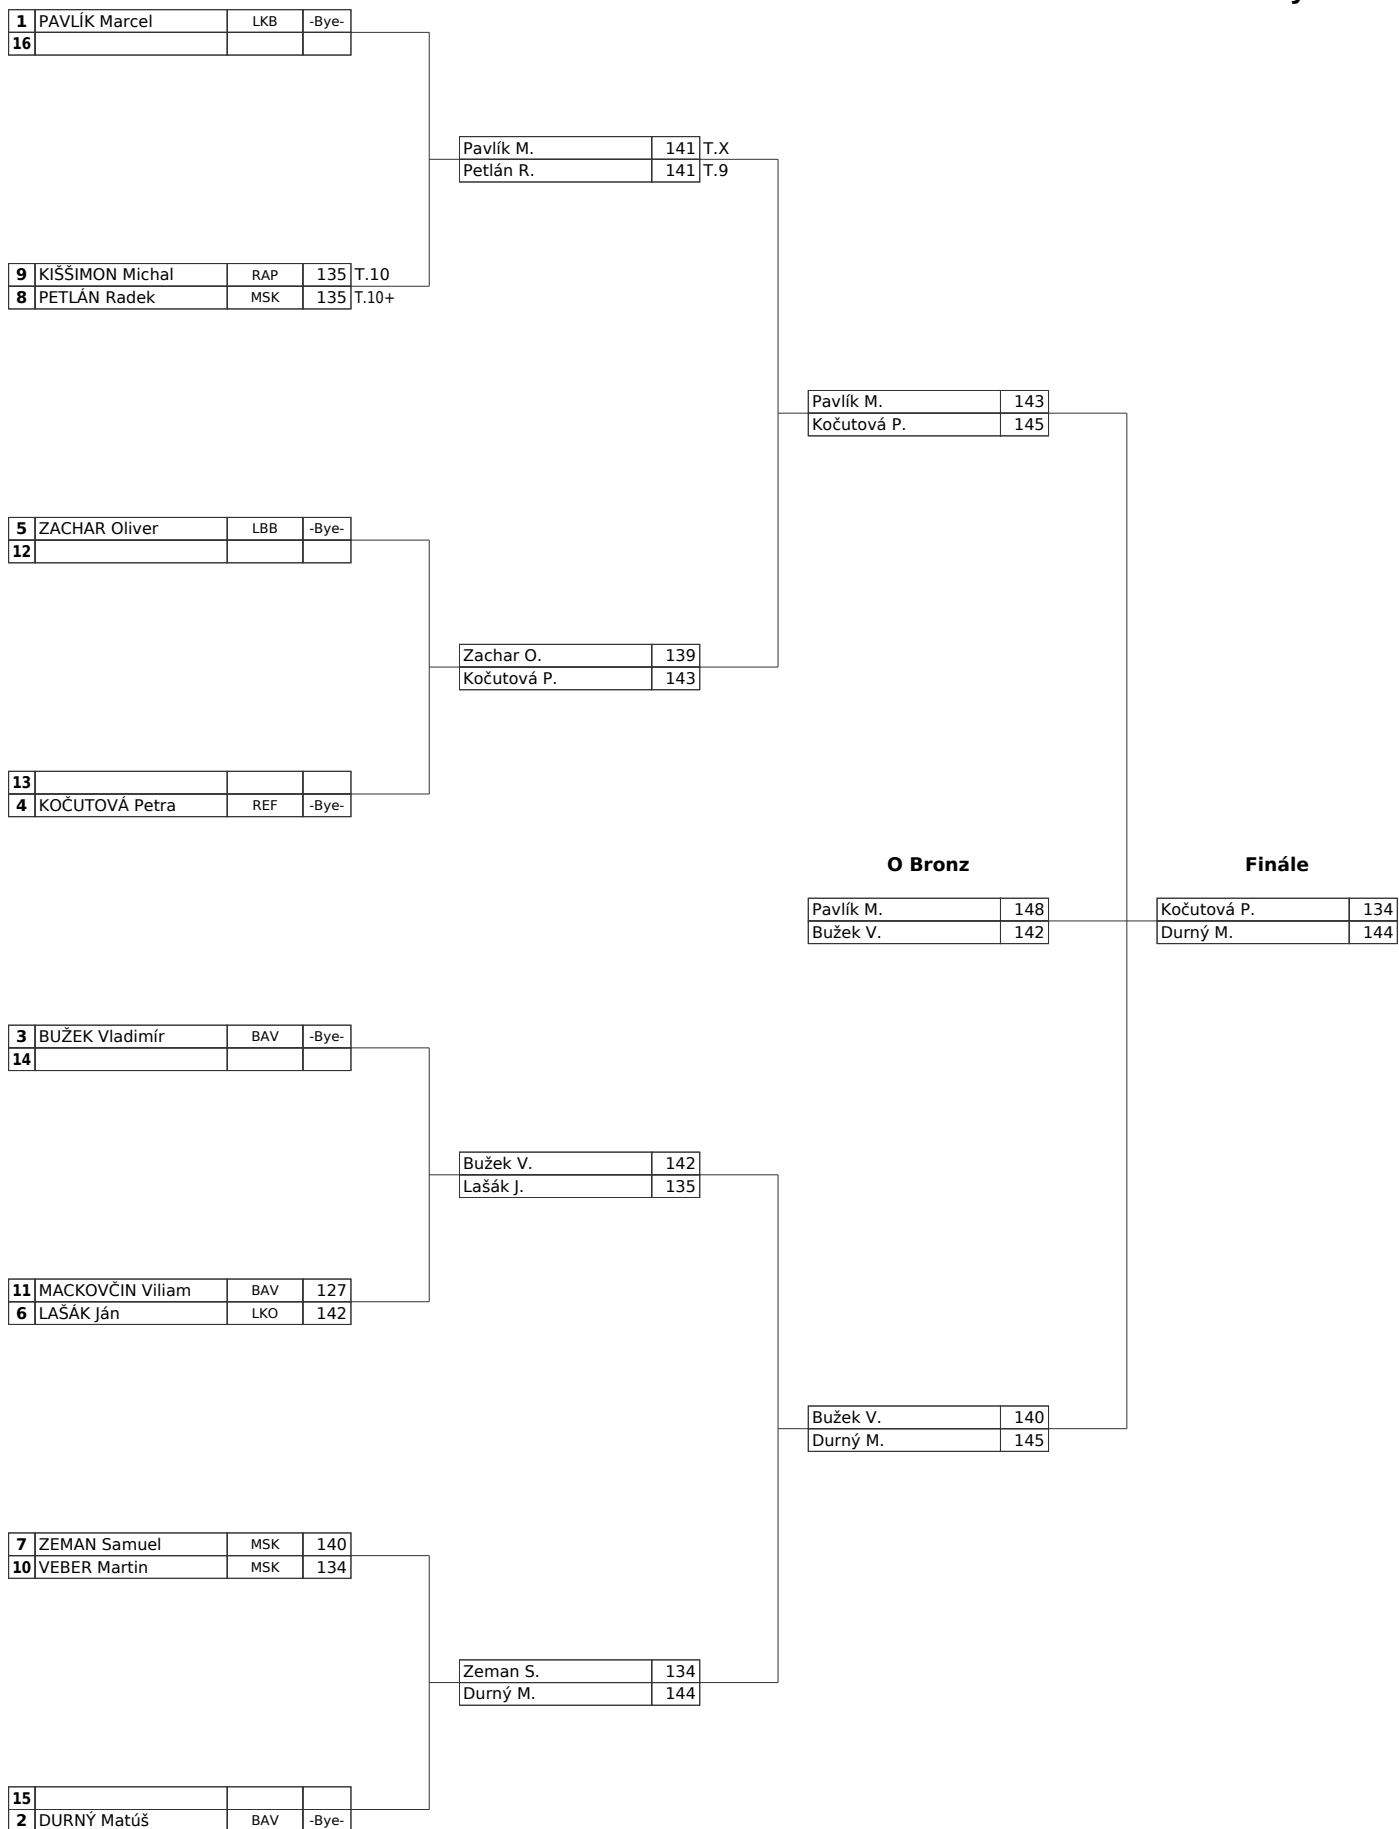 1 PAVLÍK Marcel LKB -Bye-
16
Pavlík M. 141 T.X
Petlán R. 141 T.9
9 KIŠŠIMON Michal RAP 135 T.10
8 PETLÁN Radek MSK 135 T.10+
Pavlík M. 143
Kočutová P. 145
5 ZACHAR Oliver LBB -Bye-
12
Zachar O. 139
Kočutová P. 143
13
4 KOČUTOVÁ Petra REF -Bye-
O Bronz Finále
Pavlík M. 148 Kočutová P. 134
Bužek V. 142 Durný M. 144
3 BUŽEK Vladimír BAV -Bye-
14
Bužek V. 142
Lašák J. 135
11 MACKOVČIN Viliam BAV 127
6 LAŠÁK Ján LKO 142
Bužek V. 140
Durný M. 145
7 ZEMAN Samuel MSK 140
10 VEBER Martin MSK 134
Zeman S. 134
Durný M. 144
15
2 DURNÝ Matúš BAV -Bye-